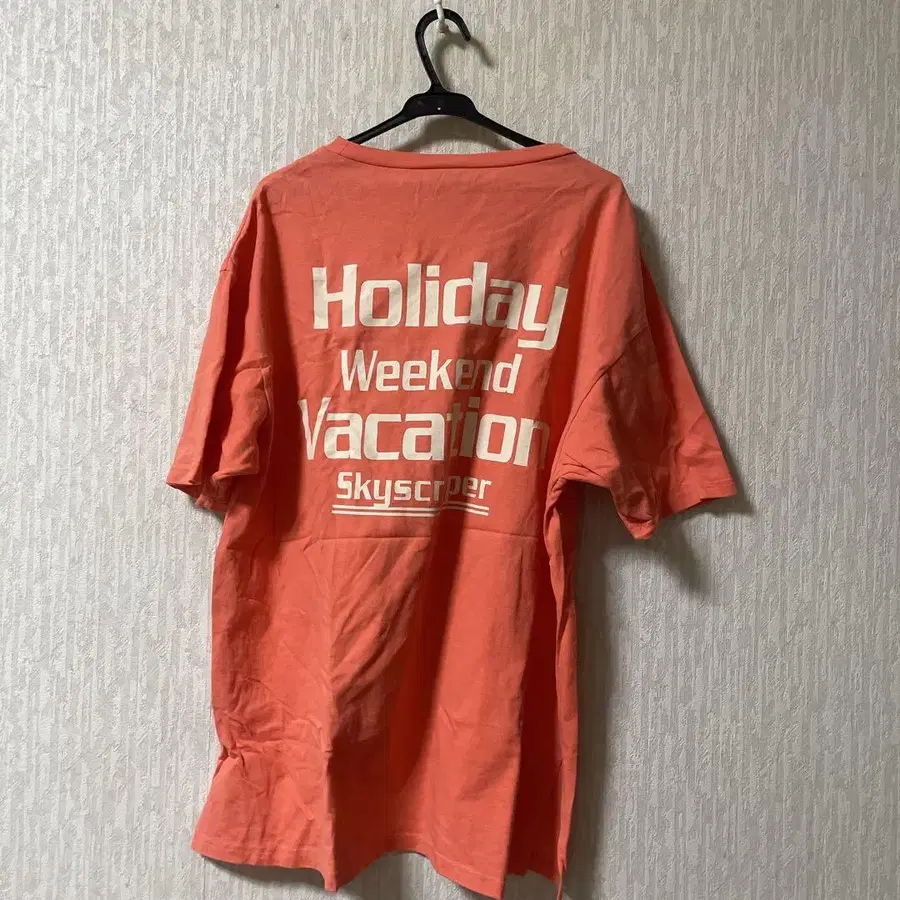 Holiday
Weekend
Vacation
Skyscraper